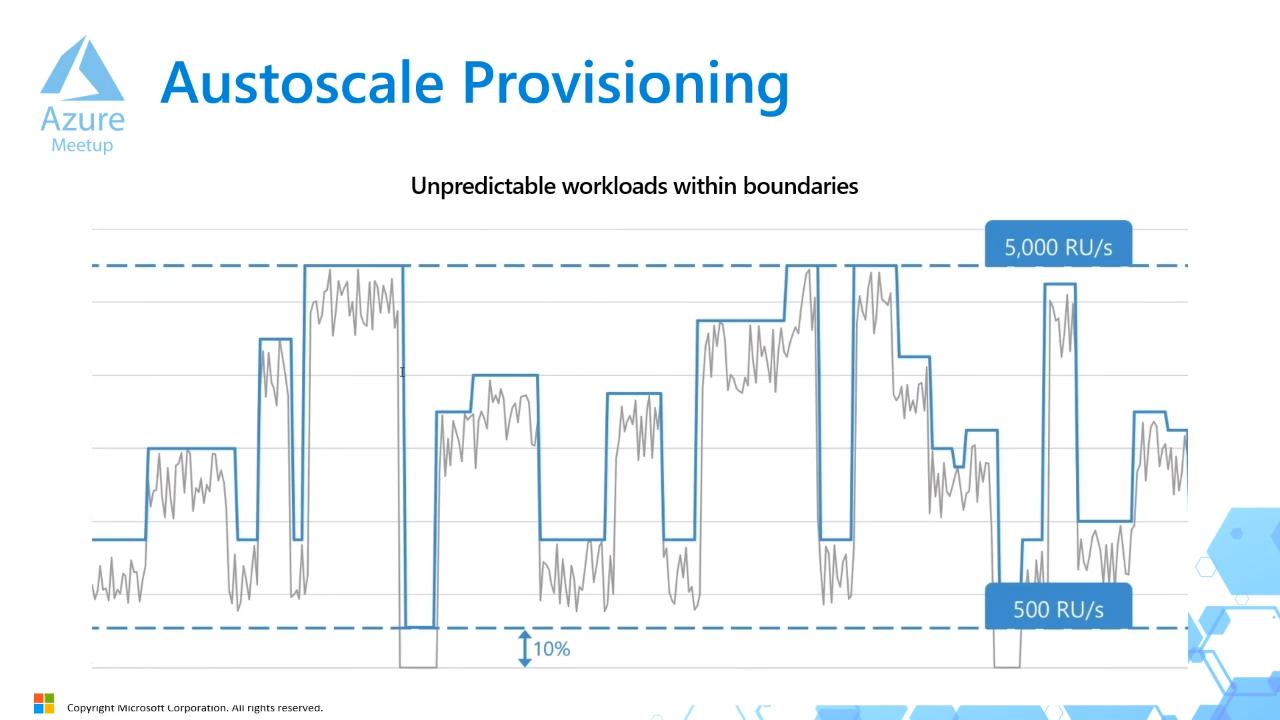 Azure
Meetup
Austoscale Provisioning
Unpredictable workloads within boundaries
5,000 RU/s
500 RU/s
10%
Copyright Microsoft Corporation. All rights reserved.